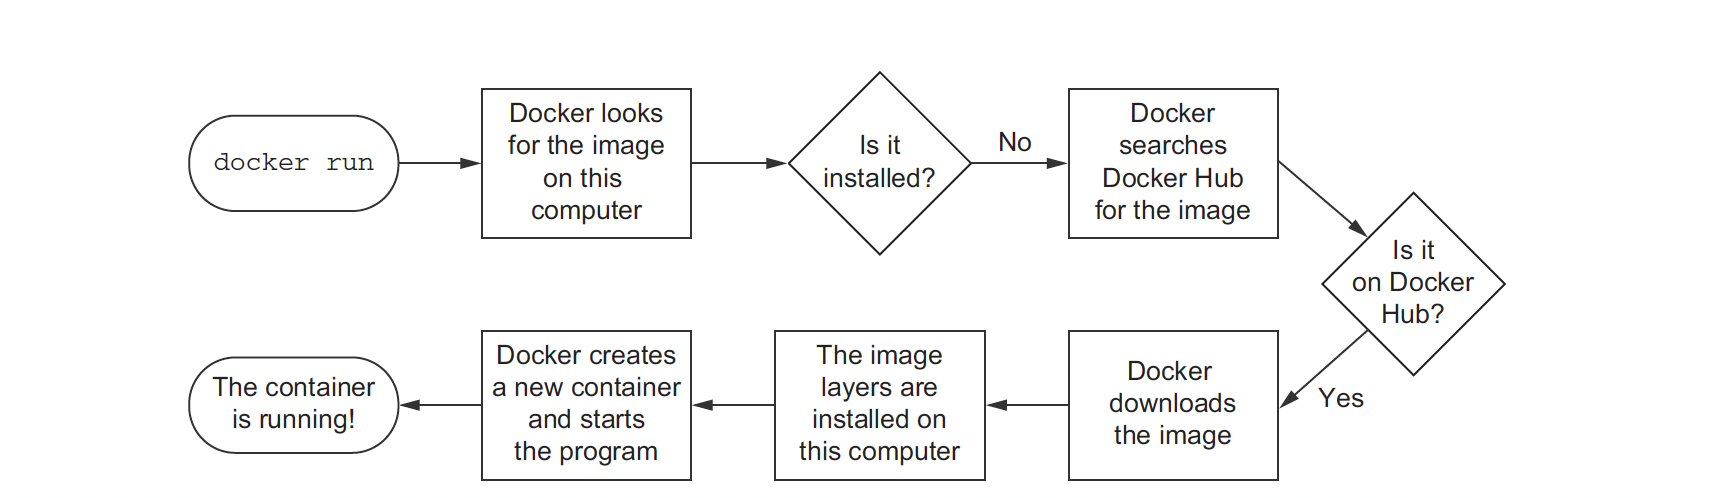 docker run
Docker looks
for the image
on this
computer
Is it
installed?
No
Docker
searches
Docker Hub
for the image
Is it
on Docker
Hub?
Yes
Docker
downloads
the image
The image
layers are
installed on
this computer
Docker creates
a new container
and starts
the program
The container
is running!